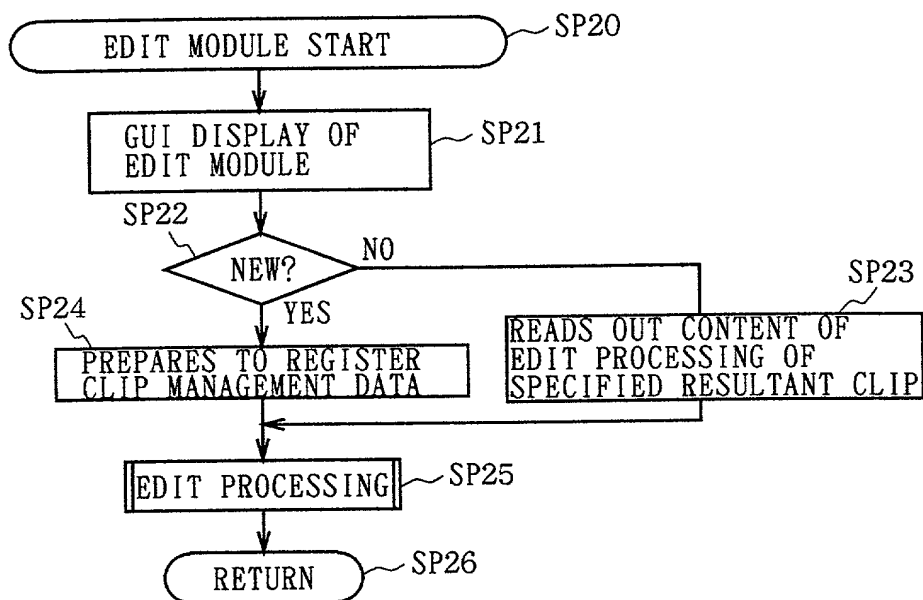 EDIT MODULE START
SP20
GUI DISPLAY OF
EDIT MODULE
SP21
SP22
NEW?
NO
YES
SP23
READS OUT CONTENT OF
EDIT PROCESSING OF
SPECIFIED RESULTANT CLIP
SP24
PREPARES TO REGISTER
CLIP MANAGEMENT DATA
EDIT PROCESSING
SP25
RETURN
SP26